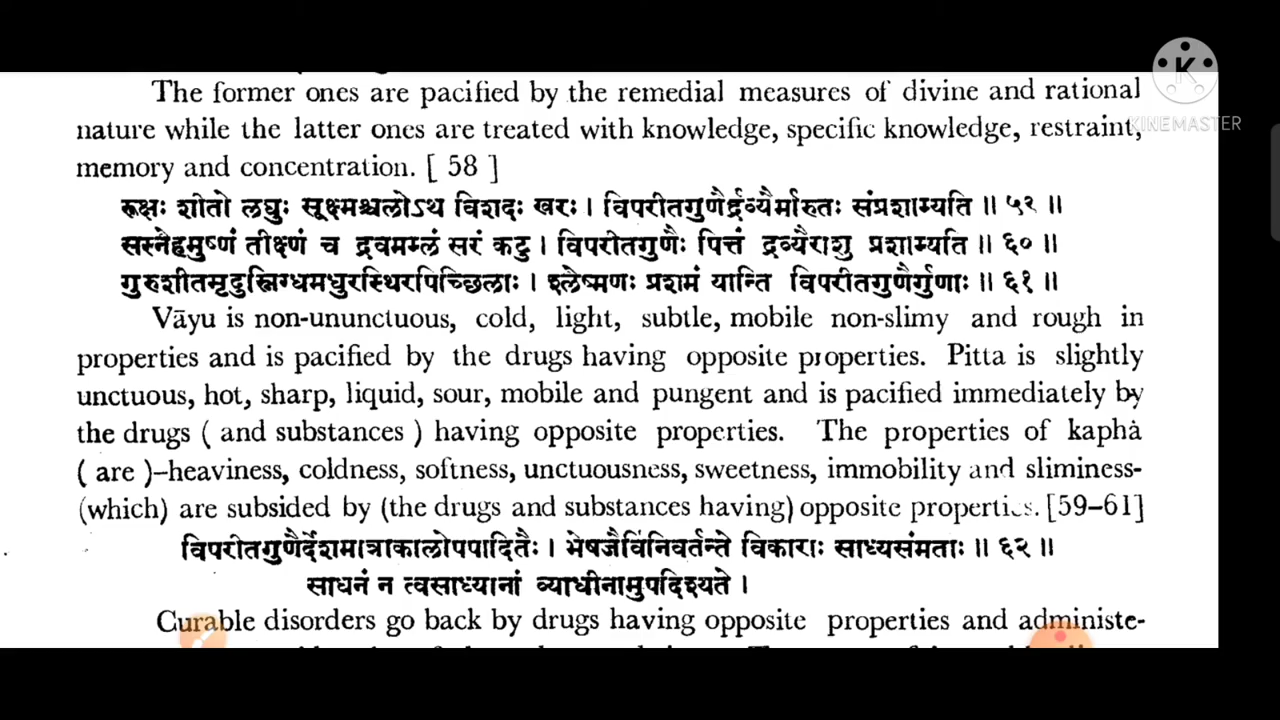 The former ones are pacified by the remedial measures of divine and rational
nature while the latter ones are treated with knowledge, specific knowledge, restraint,
memory and concentration. [ 58 ]
रूक्षः शीतो लघुः सूक्ष्मश्चलोऽथ विशदः खरः । विपरीतगुणैर्द्रव्यैर्मारुतः संप्रशाम्यति ॥ ५९ ॥
सस्नेहमुष्णं तीक्ष्णं च द्रवमम्लं सरं कटु । विपरीतगुणैः पित्तं द्रव्यैराशु प्रशाम्यति ॥ ६० ॥
गुरुशीतमृदुस्निग्धमधुरस्थिरपिच्छिलाः । श्लेष्मणः प्रशमं यान्ति विपरीतगुणैर्गुणाः ॥ ६१ ॥
Vāyu is non-ununctuous, cold, light, subtle, mobile non-slimy and rough in
properties and is pacified by the drugs having opposite properties. Pitta is slightly
unctuous, hot, sharp, liquid, sour, mobile and pungent and is pacified immediately by
the drugs ( and substances ) having opposite properties. The properties of kapha
( are )-heaviness, coldness, softness, unctuousness, sweetness, immobility and sliminess-
(which) are subsided by (the drugs and substances having) opposite properties. [59–61]
विपरीतगुणैर्देशमात्राकालोपपादितैः । भेषजैर्विनिवर्तन्ते विकाराः साध्यसंमताः ॥ ६२ ॥
साधनं न त्वसाध्यानां व्याधीनामुपदिश्यते ।
Curable disorders go back by drugs having opposite properties and administe-
KINEMASTER